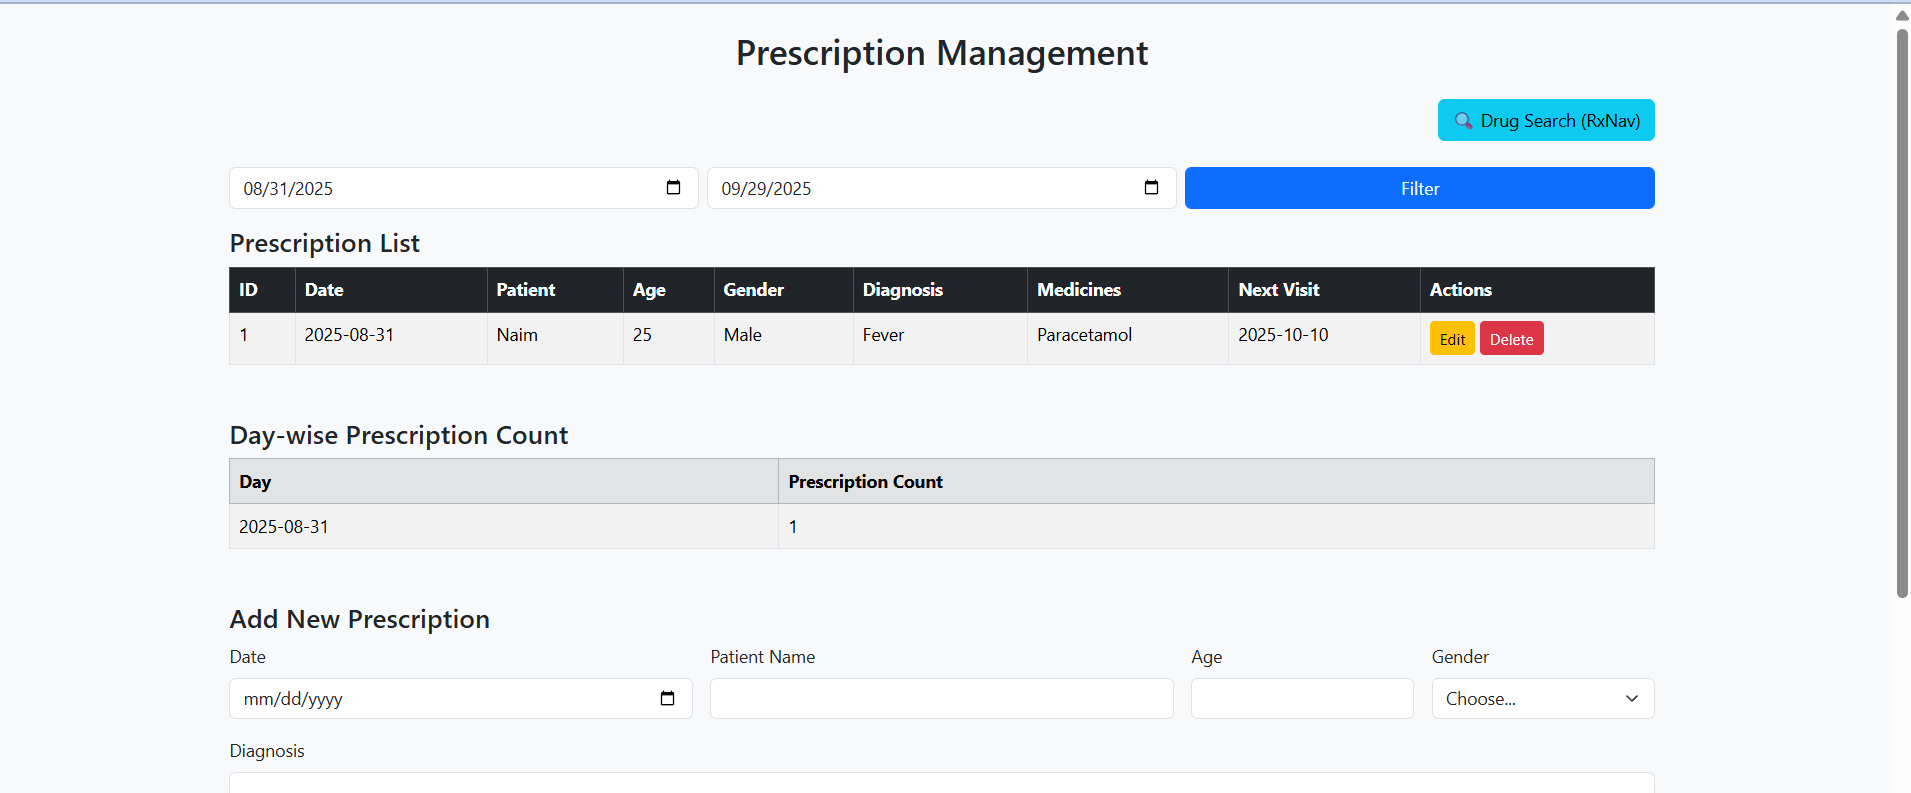 Prescription Management
🔍 Drug Search (RxNav)
08/31/2025 09/29/2025 Filter
Prescription List
ID Date Patient Age Gender Diagnosis Medicines Next Visit Actions
1 2025-08-31 Naim 25 Male Fever Paracetamol 2025-10-10 Edit Delete
Day-wise Prescription Count
Day Prescription Count
2025-08-31 1
Add New Prescription
Date Patient Name Age Gender
mm/dd/yyyy Choose...
Diagnosis